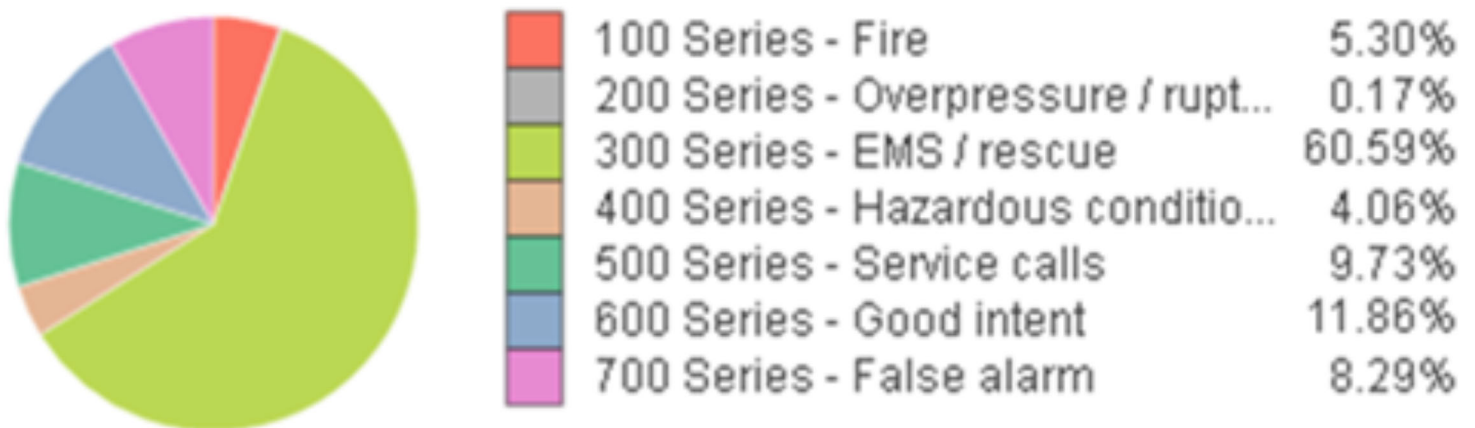 100 Series - Fire 5.30%
200 Series - Overpressure / rupt... 0.17%
300 Series - EMS / rescue 60.59%
400 Series - Hazardous conditio... 4.06%
500 Series - Service calls 9.73%
600 Series - Good intent 11.86%
700 Series - False alarm 8.29%